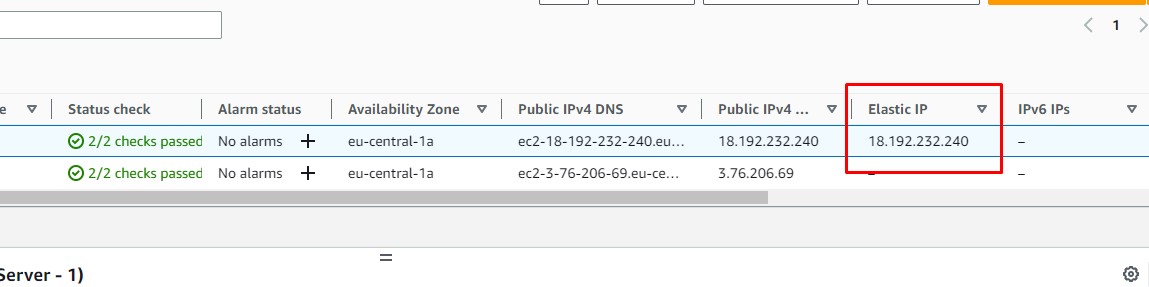 1
e Status check Alarm status Availability Zone Public IPv4 DNS Public IPv4 ... Elastic IP IPv6 IPs
2/2 checks passed No alarms + eu-central-1a ec2-18-192-232-240.eu... 18.192.232.240 18.192.232.240 –
2/2 checks passed No alarms + eu-central-1a ec2-3-76-206-69.eu-ce... 3.76.206.69 – –
Server - 1)